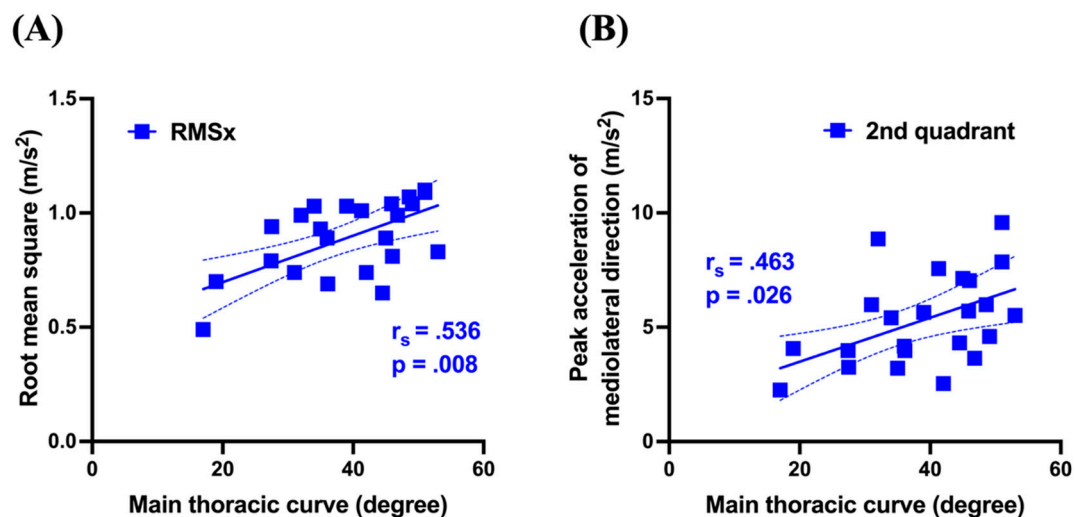 (A)
Root mean square (m/s²)
1.5
1.0
0.5
0.0
RMSx
rₛ = .536
p = .008
0
20
40
60
Main thoracic curve (degree)
(B)
Peak acceleration of
mediolateral direction (m/s²)
15
10
5
0
2nd quadrant
rₛ = .463
p = .026
0
20
40
60
Main thoracic curve (degree)